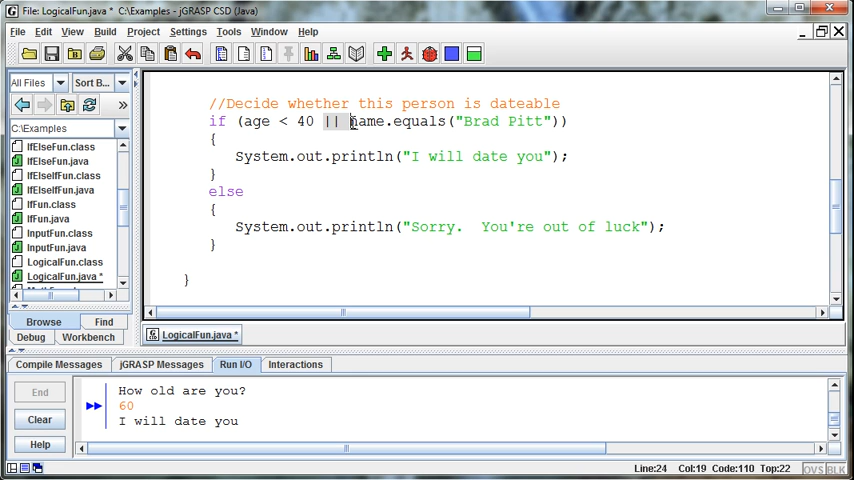 File: LogicalFun.java * C:\Examples - jGRASP CSD (Java)
File Edit View Build Project Settings Tools Window Help
All Files Sort B...
C:\Examples
IfElseFun.class
IfElseFun.java
IfElseIfFun.class
IfElseIfFun.java
IfFun.class
IfFun.java
InputFun.class
InputFun.java
LogicalFun.class
LogicalFun.java *
Browse Find
Debug Workbench
//Decide whether this person is dateable
if (age < 40 || name.equals("Brad Pitt"))
{
System.out.println("I will date you");
}
else
{
System.out.println("Sorry.  You're out of luck");
}
}
LogicalFun.java *
Compile Messages jGRASP Messages Run I/O Interactions
End
Clear
Help
How old are you?
60
I will date you
Line:24 Col:19 Code:110 Top:22 OVS BLK